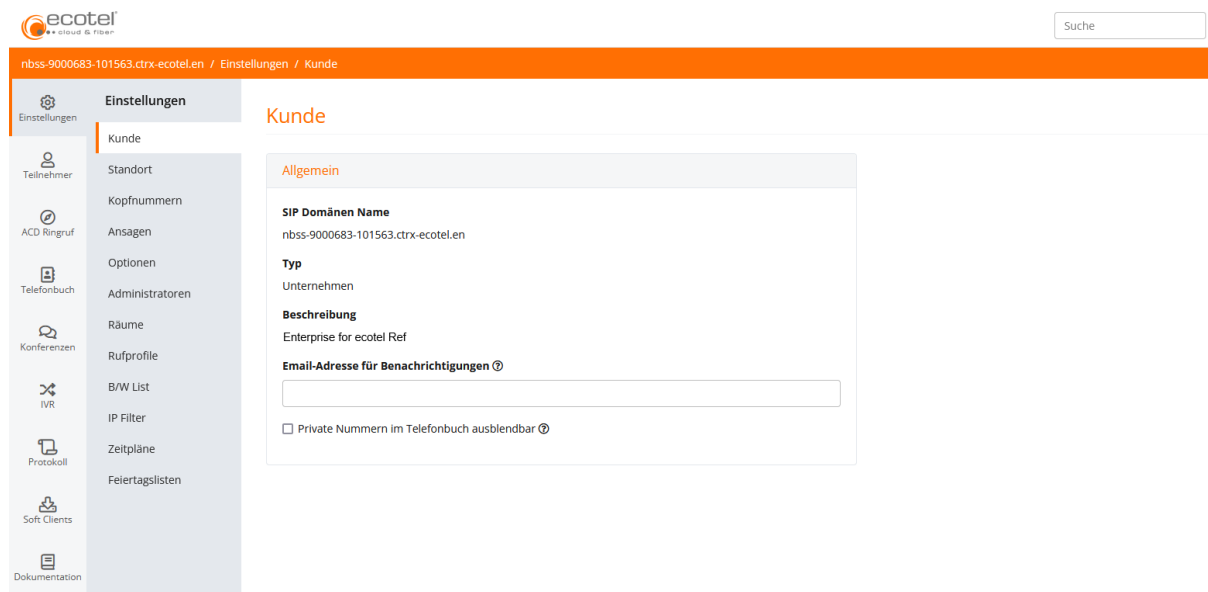 ecotel
cloud & fiber
Suche
nbss-9000683-101563.ctrx-ecotel.en / Einstellungen / Kunde
Einstellungen
Teilnehmer
ACD Ringruf
Telefonbuch
Konferenzen
IVR
Protokoll
Soft Clients
Dokumentation
Einstellungen
Kunde
Standort
Kopfnummern
Ansagen
Optionen
Administratoren
Räume
Rufprofile
B/W List
IP Filter
Zeitpläne
Feiertagslisten
Kunde
Allgemein
SIP Domänen Name
nbss-9000683-101563.ctrx-ecotel.en
Typ
Unternehmen
Beschreibung
Enterprise for ecotel Ref
Email-Adresse für Benachrichtigungen
Private Nummern im Telefonbuch ausblendbar